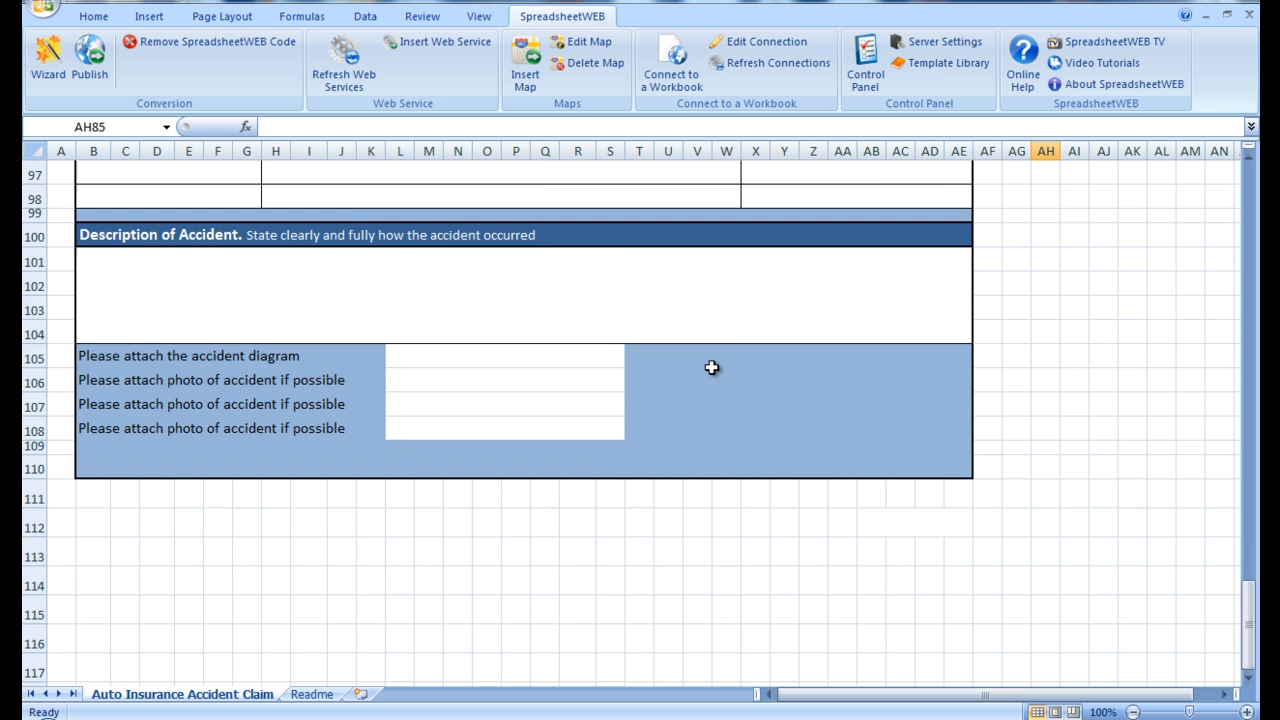 Home Insert Page Layout Formulas Data Review View SpreadsheetWEB
Wizard Publish Remove SpreadsheetWEB Code
Conversion
Refresh Web Services Insert Web Service
Web Service
Insert Map Edit Map Delete Map
Maps
Connect to a Workbook Edit Connection Refresh Connections
Connect to a Workbook
Control Panel Server Settings Template Library
Control Panel
Online Help SpreadsheetWEB TV Video Tutorials About SpreadsheetWEB
SpreadsheetWEB
AH85 fx
A B C D E F G H I J K L M N O P Q R S T U V W X Y Z AA AB AC AD AE AF AG AH AI AJ AK AL AM AN
97
98
99
100 Description of Accident. State clearly and fully how the accident occurred
101
102
103
104
105 Please attach the accident diagram
106 Please attach photo of accident if possible
107 Please attach photo of accident if possible
108 Please attach photo of accident if possible
109
110
111
112
113
114
115
116
117
Auto Insurance Accident Claim Readme
Ready 100%